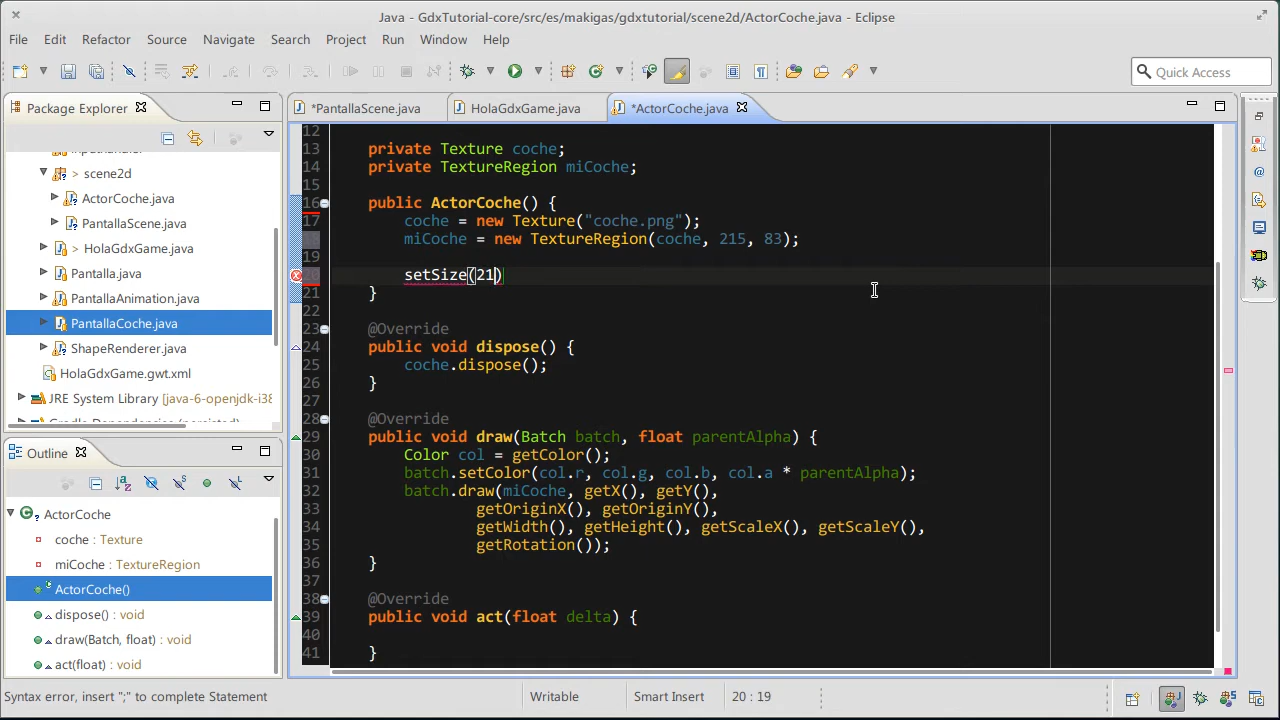 Java - GdxTutorial-core/src/es/makigas/gdxtutorial/scene2d/ActorCoche.java - Eclipse
File Edit Refactor Source Navigate Search Project Run Window Help
Quick Access
Package Explorer
*PantallaScene.java HolaGdxGame.java *ActorCoche.java
> scene2d
ActorCoche.java
PantallaScene.java
> HolaGdxGame.java
Pantalla.java
PantallaAnimation.java
PantallaCoche.java
ShapeRenderer.java
HolaGdxGame.gwt.xml
JRE System Library [java-6-openjdk-i38
Outline
ActorCoche
coche : Texture
miCoche : TextureRegion
ActorCoche()
dispose() : void
draw(Batch, float) : void
act(float) : void
12
13 private Texture coche;
14 private TextureRegion miCoche;
15
16 public ActorCoche() {
17 coche = new Texture("coche.png");
18 miCoche = new TextureRegion(coche, 215, 83);
19
20 setSize(21)
21 }
22
23 @Override
24 public void dispose() {
25 coche.dispose();
26 }
27
28 @Override
29 public void draw(Batch batch, float parentAlpha) {
30 Color col = getColor();
31 batch.setColor(col.r, col.g, col.b, col.a * parentAlpha);
32 batch.draw(miCoche, getX(), getY(),
33 getOriginX(), getOriginY(),
34 getWidth(), getHeight(), getScaleX(), getScaleY(),
35 getRotation());
36 }
37
38 @Override
39 public void act(float delta) {
40
41 }
Syntax error, insert ";" to complete Statement
Writable Smart Insert 20 : 19